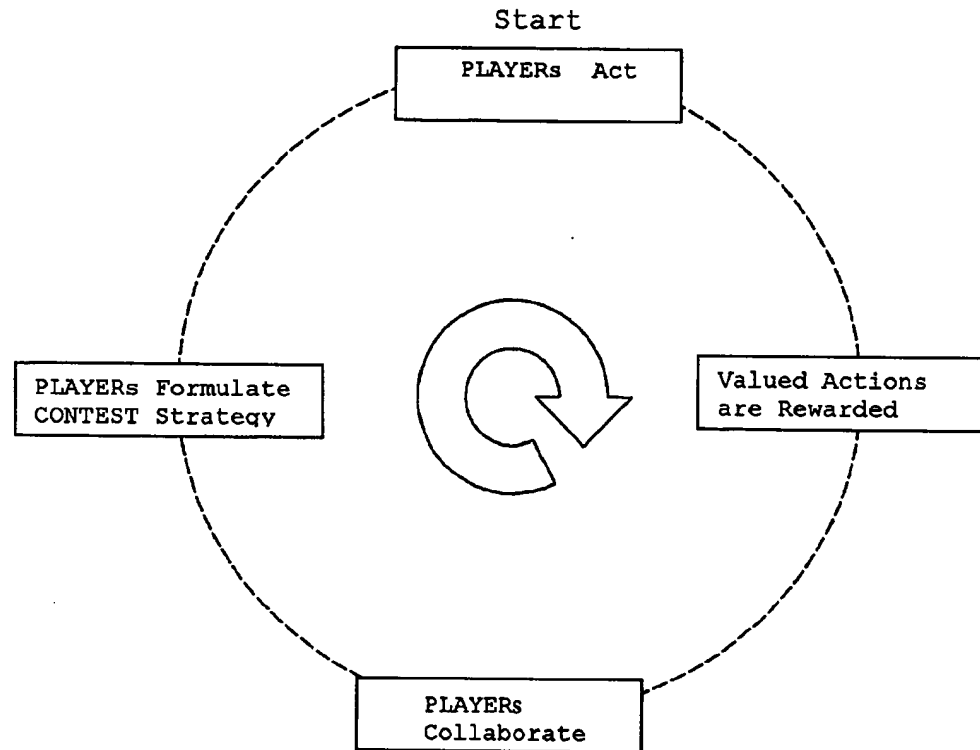 Start
PLAYERs Act
PLAYERs Formulate
CONTEST Strategy
Valued Actions
are Rewarded
PLAYERs
Collaborate